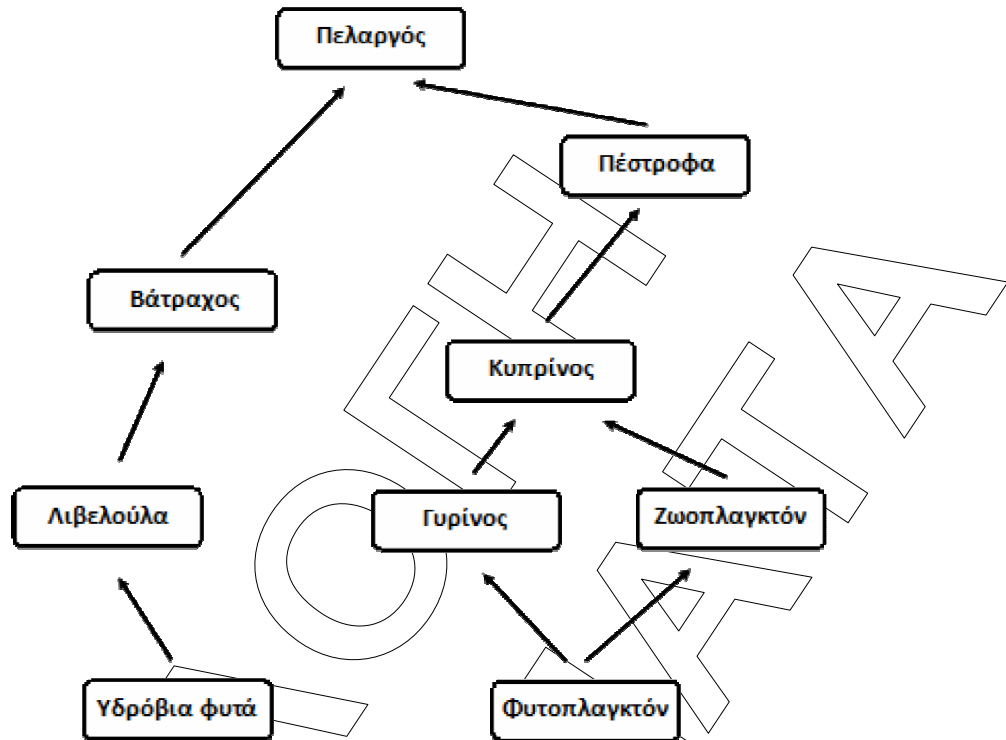 Πελαργός
Πέστροφα
Βάτραχος
Κυπρίνος
Λιβελούλα
Γυρίνος
Ζωοπλαγκτόν
Υδρόβια φυτά
Φυτοπλαγκτόν